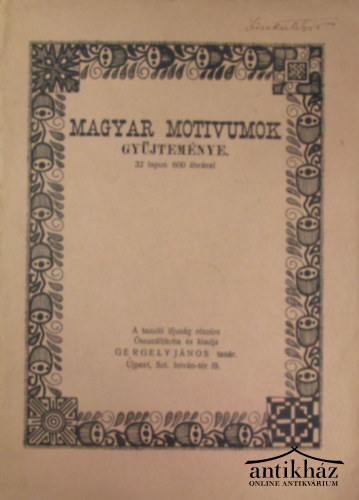 MAGYAR MOTIVUMOK
GYŰJTEMÉNYE,
32 lapon 600 ábrával
A tanuló ifjuság részére
Összeállította és kiadja
GERGELY JÁNOS tanár.
Ujpest, Szt. István-tér 19.
antikház
ONLINE ANTIKVÁRIUM